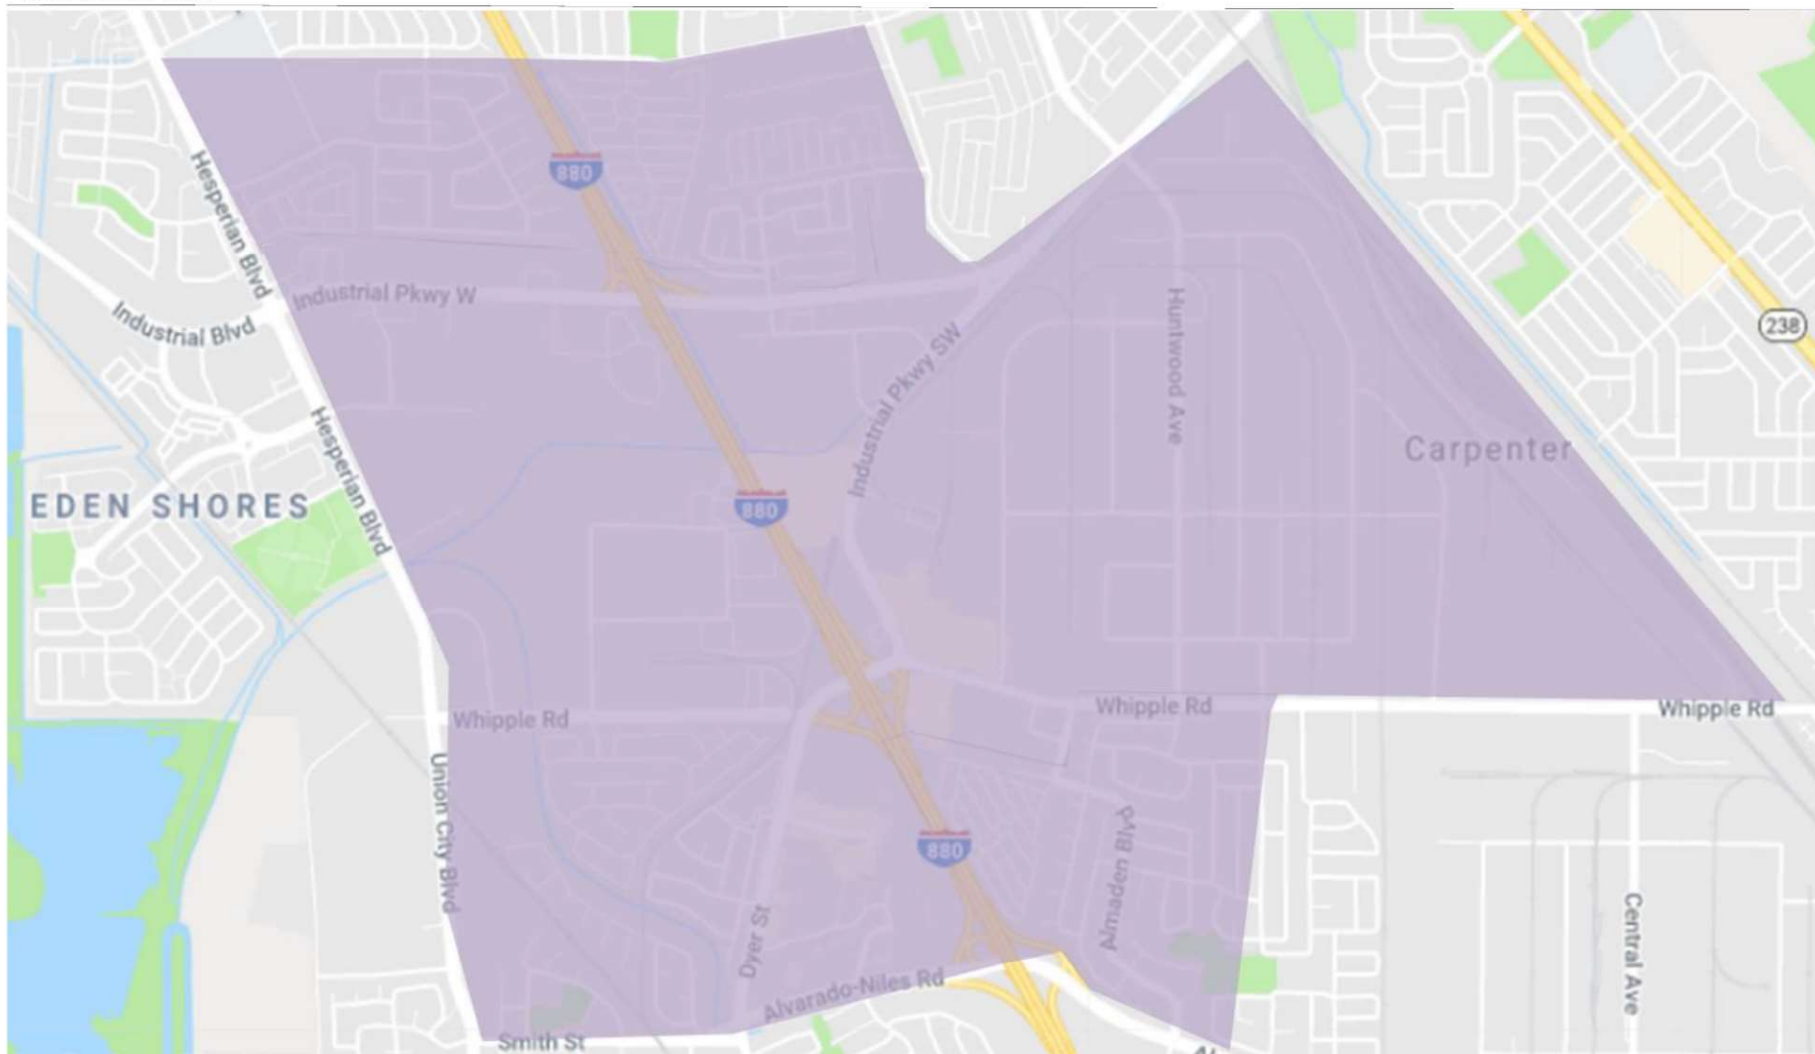 880
Hesperian Blvd
Industrial Pkwy W
Industrial Blvd
Huntwood Ave
238
Industrial Pkwy SW
Hesperian Blvd
Carpenter
EDEN SHORES
880
Whipple Rd
Whipple Rd
Whipple Rd
Union City Blvd
880
Almaden Blvd
Central Ave
Dyer St
Alvarado-Niles Rd
Smith St